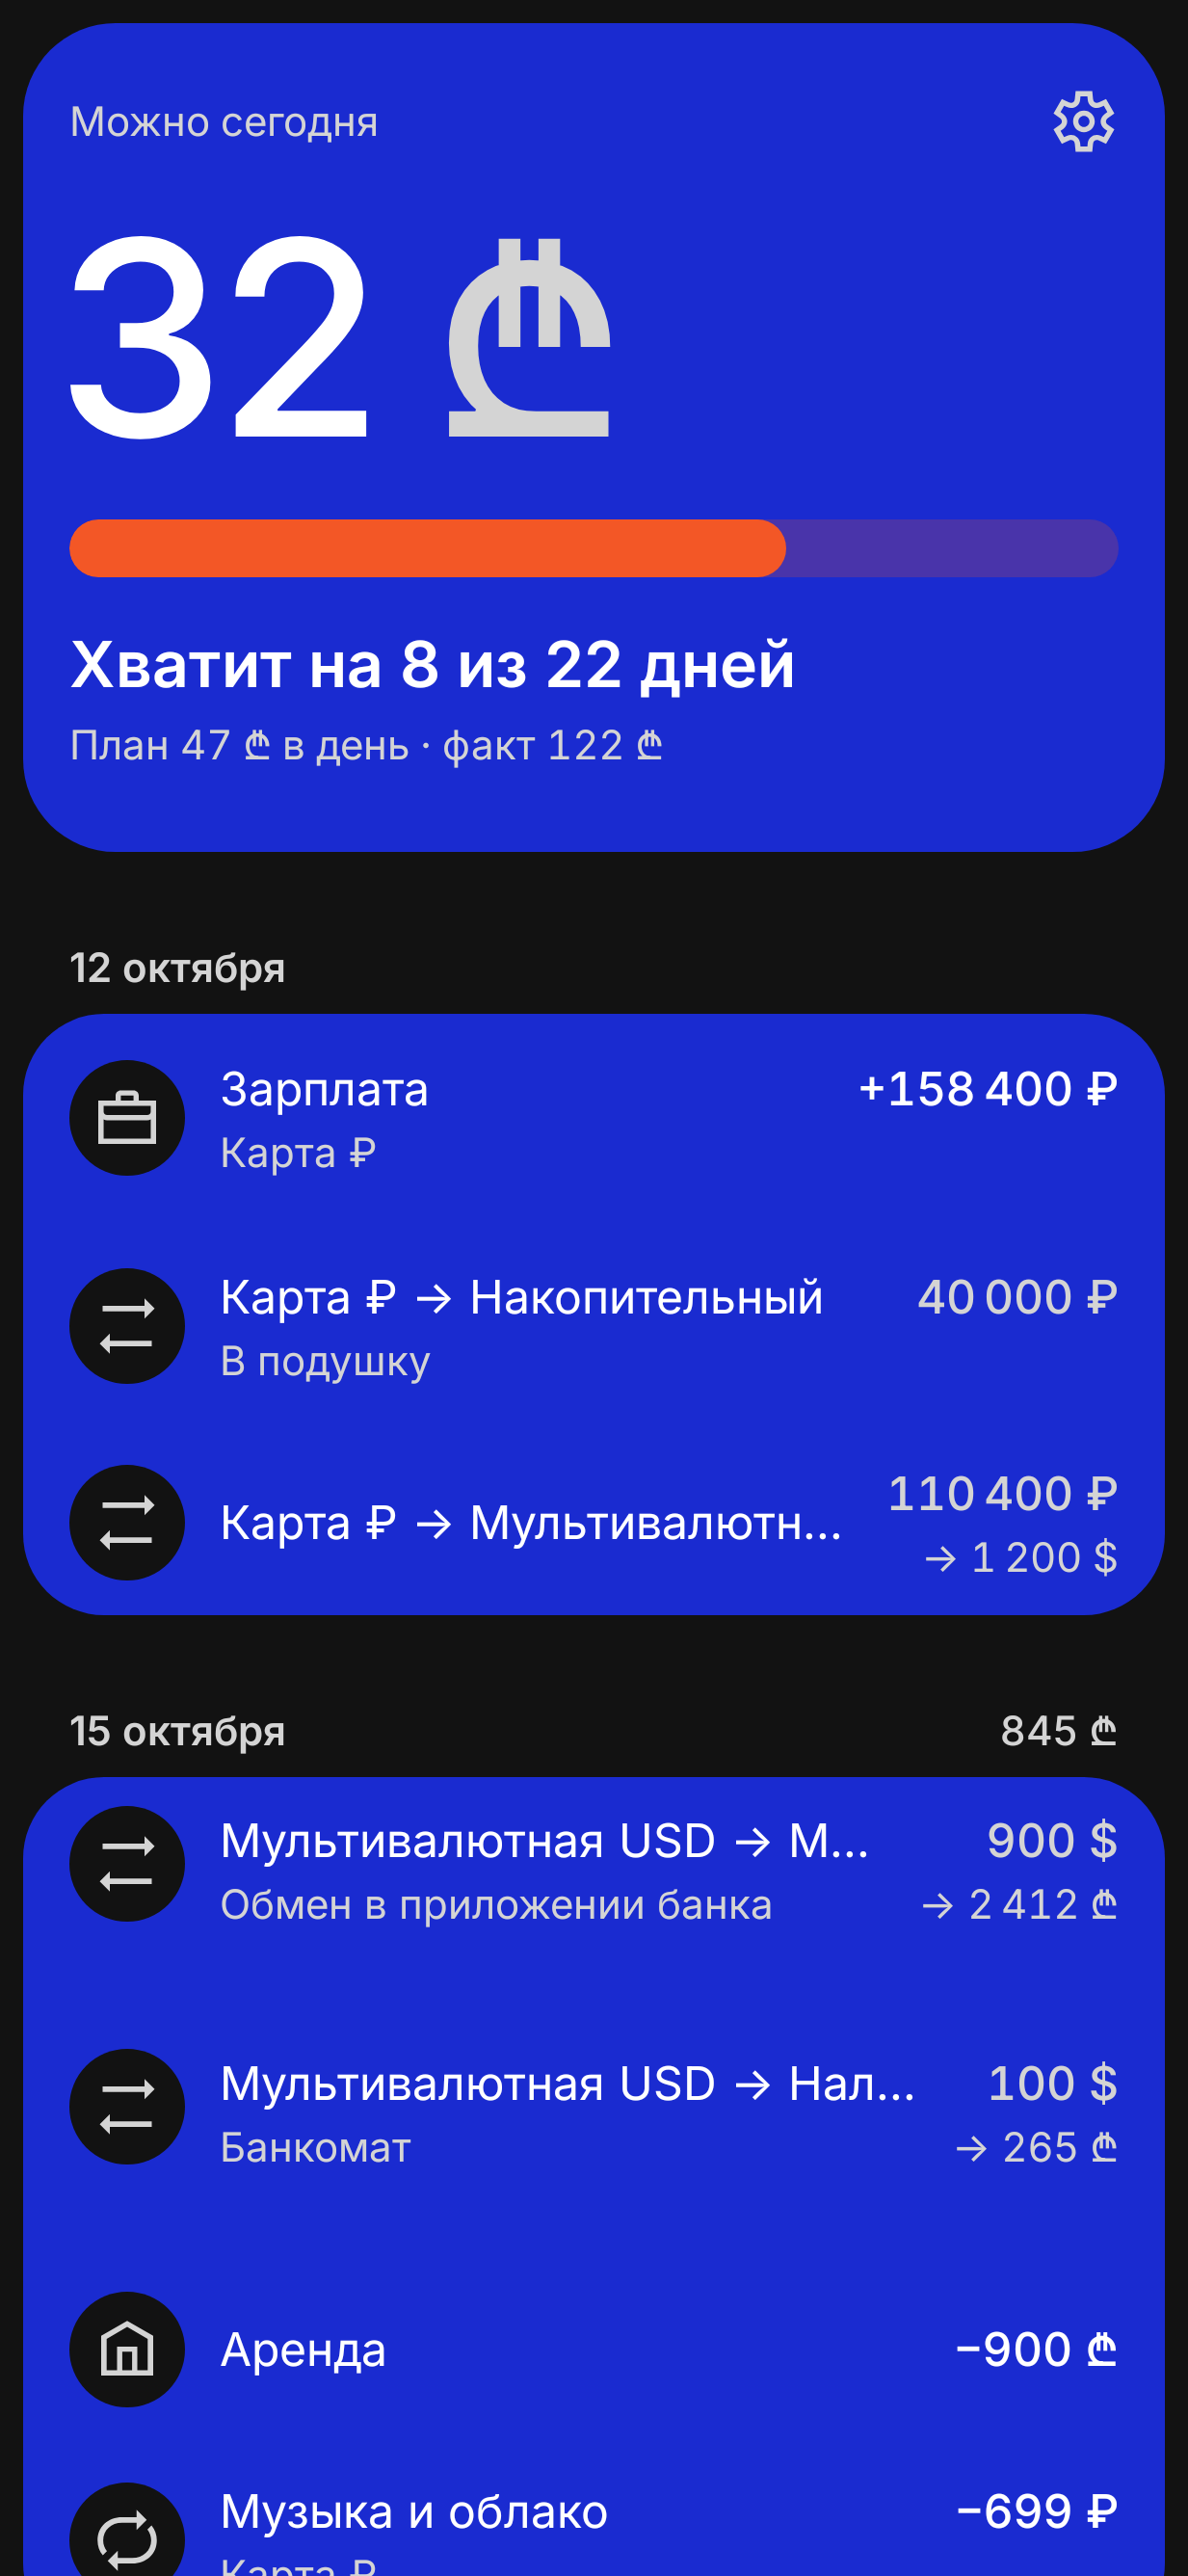 Можно сегодня
32 ₾
Хватит на 8 из 22 дней
План 47 ₾ в день · факт 122 ₾
12 октября
Зарплата +158 400 ₽
Карта ₽
Карта ₽ → Накопительный 40 000 ₽
В подушку
Карта ₽ → Мультивалютн... 110 400 ₽
→ 1 200 $
15 октября 845 ₾
Мультивалютная USD → М... 900 $
Обмен в приложении банка → 2 412 ₾
Мультивалютная USD → Нал... 100 $
Банкомат → 265 ₾
Аренда −900 ₾
Музыка и облако −699 ₽
Карта ₽